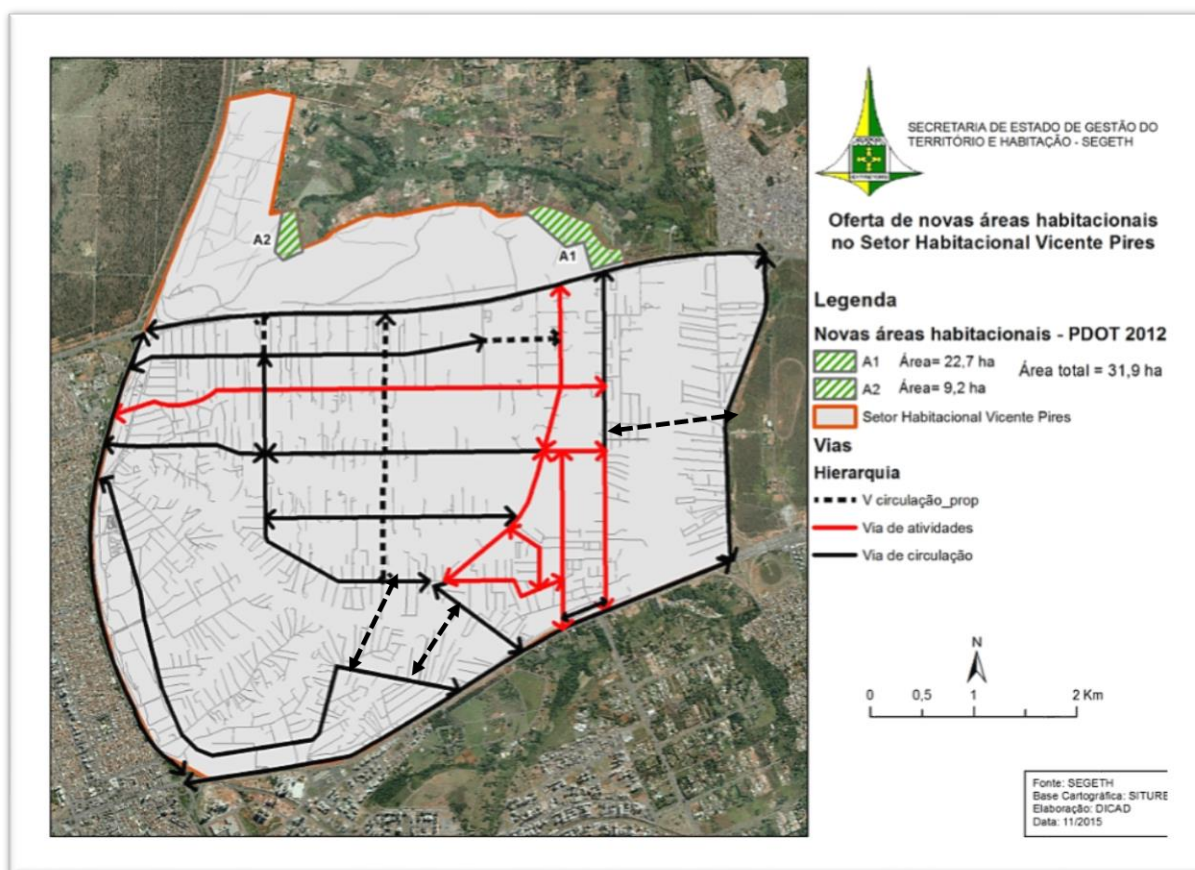 SECRETARIA DE ESTADO DE GESTÃO DO
TERRITÓRIO E HABITAÇÃO - SEGETH
Oferta de novas áreas habitacionais
no Setor Habitacional Vicente Pires
Legenda
Novas áreas habitacionais - PDOT 2012
A1 Área= 22,7 ha
Área total = 31,9 ha
A2 Área= 9,2 ha
Setor Habitacional Vicente Pires
Vias
Hierarquia
V circulação_prop
Via de atividades
Via de circulação
A2
A1
N
0 0,5 1 2 Km
Fonte: SEGETH
Base Cartográfica: SITURB
Elaboração: DICAD
Data: 11/2015